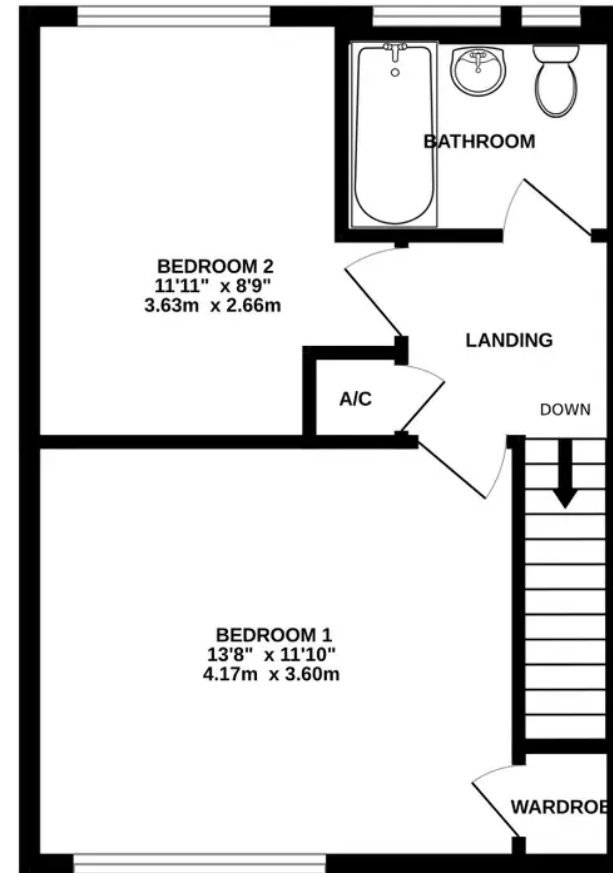 BATHROOM
BEDROOM 2
11'11" x 8'9"
3.63m x 2.66m
LANDING
A/C
DOWN
BEDROOM 1
13'8" x 11'10"
4.17m x 3.60m
WARDROBE